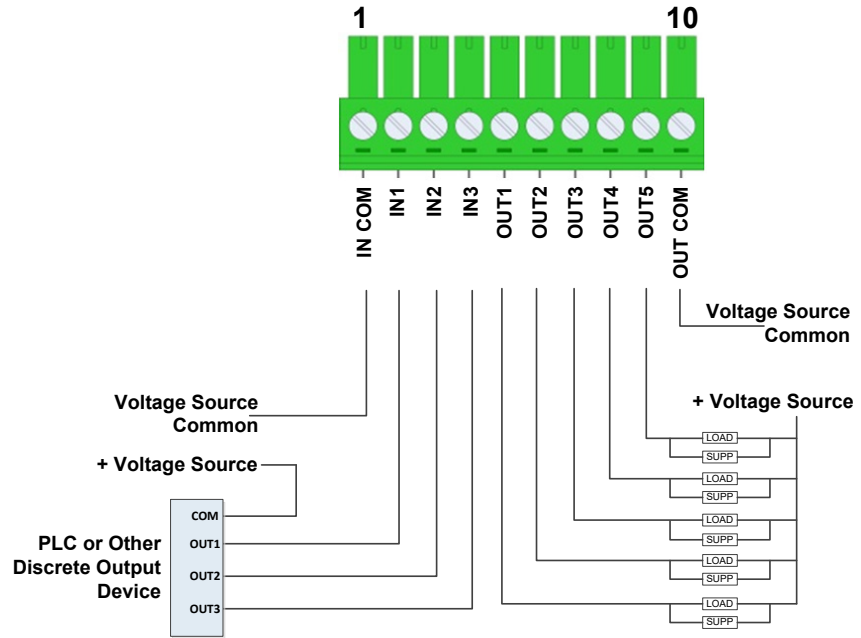 1
10
IN COM
IN1
IN2
IN3
OUT1
OUT2
OUT3
OUT4
OUT5
OUT COM
Voltage Source
Common
Voltage Source
Common
+ Voltage Source
+ Voltage Source
LOAD
SUPP
LOAD
SUPP
LOAD
SUPP
LOAD
SUPP
LOAD
SUPP
PLC or Other
Discrete Output
Device
COM
OUT1
OUT2
OUT3